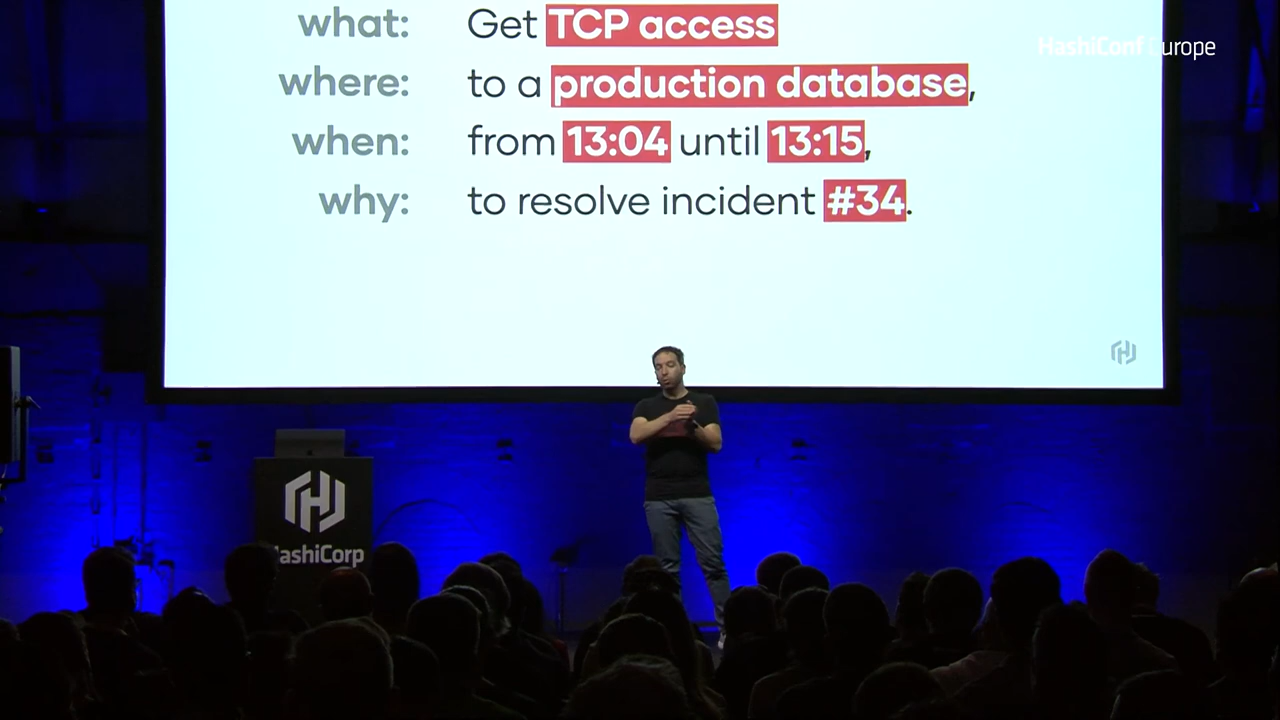 what: Get TCP access
HashiConf Europe
where: to a production database,
when: from 13:04 until 13:15,
why: to resolve incident #34.
HashiCorp